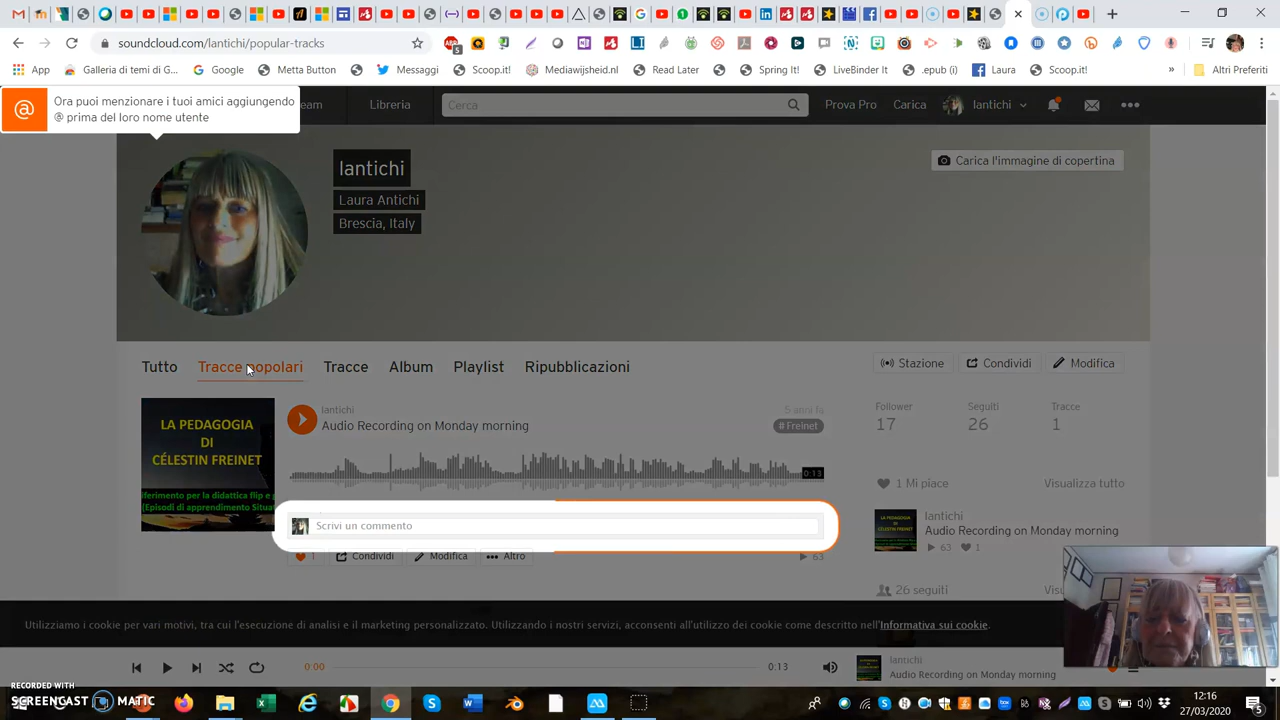 soundcloud.com/lantichi/popular-tracks
App
Galleria di temi di G...
Google
Metta Button
Messaggi
Scoop.it!
Mediawijsheid.nl
Read Later
Spring It!
LiveBinder It
.epub (i)
Laura
Scoop.it!
»
Altri Preferiti
@
Ora puoi menzionare i tuoi amici aggiungendo
@ prima del loro nome utente
Libreria
Cerca
Prova Pro
Carica
lantichi
lantichi
Laura Antichi
Brescia, Italy
Carica l'immagine di copertina
Tutto
Tracce popolari
Tracce
Album
Playlist
Ripubblicazioni
Stazione
Condividi
Modifica
LA PEDAGOGIA
DI
CÉLESTIN FREINET
lantichi
5 anni fa
Audio Recording on Monday morning
# Freinet
0:13
Scrivi un commento
1
Condividi
Modifica
Altro
63
Follower
17
Seguiti
26
Tracce
1
1 Mi piace
Visualizza tutto
lantichi
Audio Recording on Monday morning
63
1
26 seguiti
Utilizziamo i cookie per vari motivi, tra cui l'esecuzione di analisi e il marketing personalizzato. Utilizzando i nostri servizi, acconsenti all'utilizzo dei cookie come descritto nell'Informativa sui cookie.
0:00
0:13
lantichi
Audio Recording on Monday morning
RECORDED WITH
SCREENCAST MATIC
12:16
27/03/2020
5